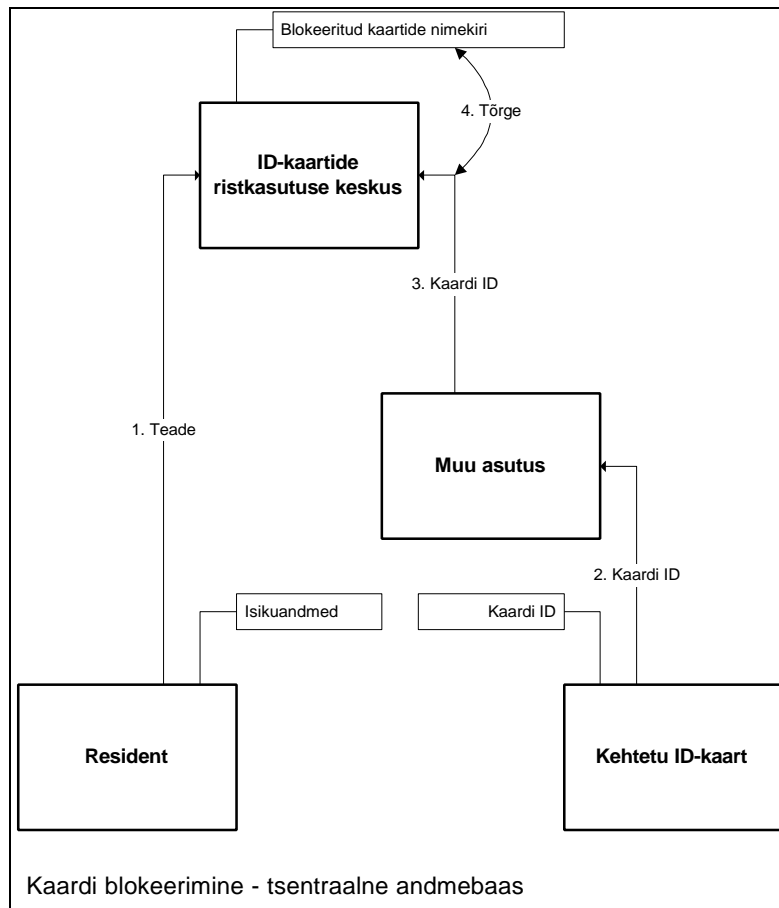 Blokeeritud kaartide nimekiri
4. Tõrge
ID-kaartide
ristkasutuse keskus
3. Kaardi ID
1. Teade
Muu asutus
2. Kaardi ID
Isikuandmed
Kaardi ID
Resident
Kehtetu ID-kaart
Kaardi blokeerimine - tsentraalne andmebaas